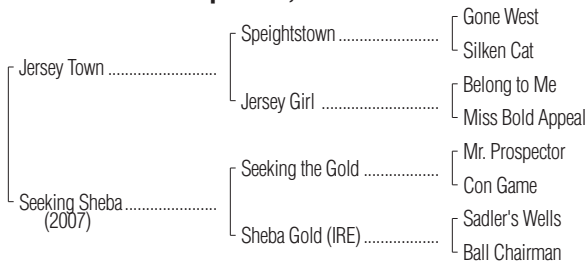 Gone West
Speightstown ....................
Silken Cat
Jersey Town ......................
Belong to Me
Jersey Girl ........................
Miss Bold Appeal
Mr. Prospector
Seeking the Gold ...............
Con Game
Seeking Sheba ..................
(2007)
Sadler's Wells
Sheba Gold (IRE) ...............
Ball Chairman